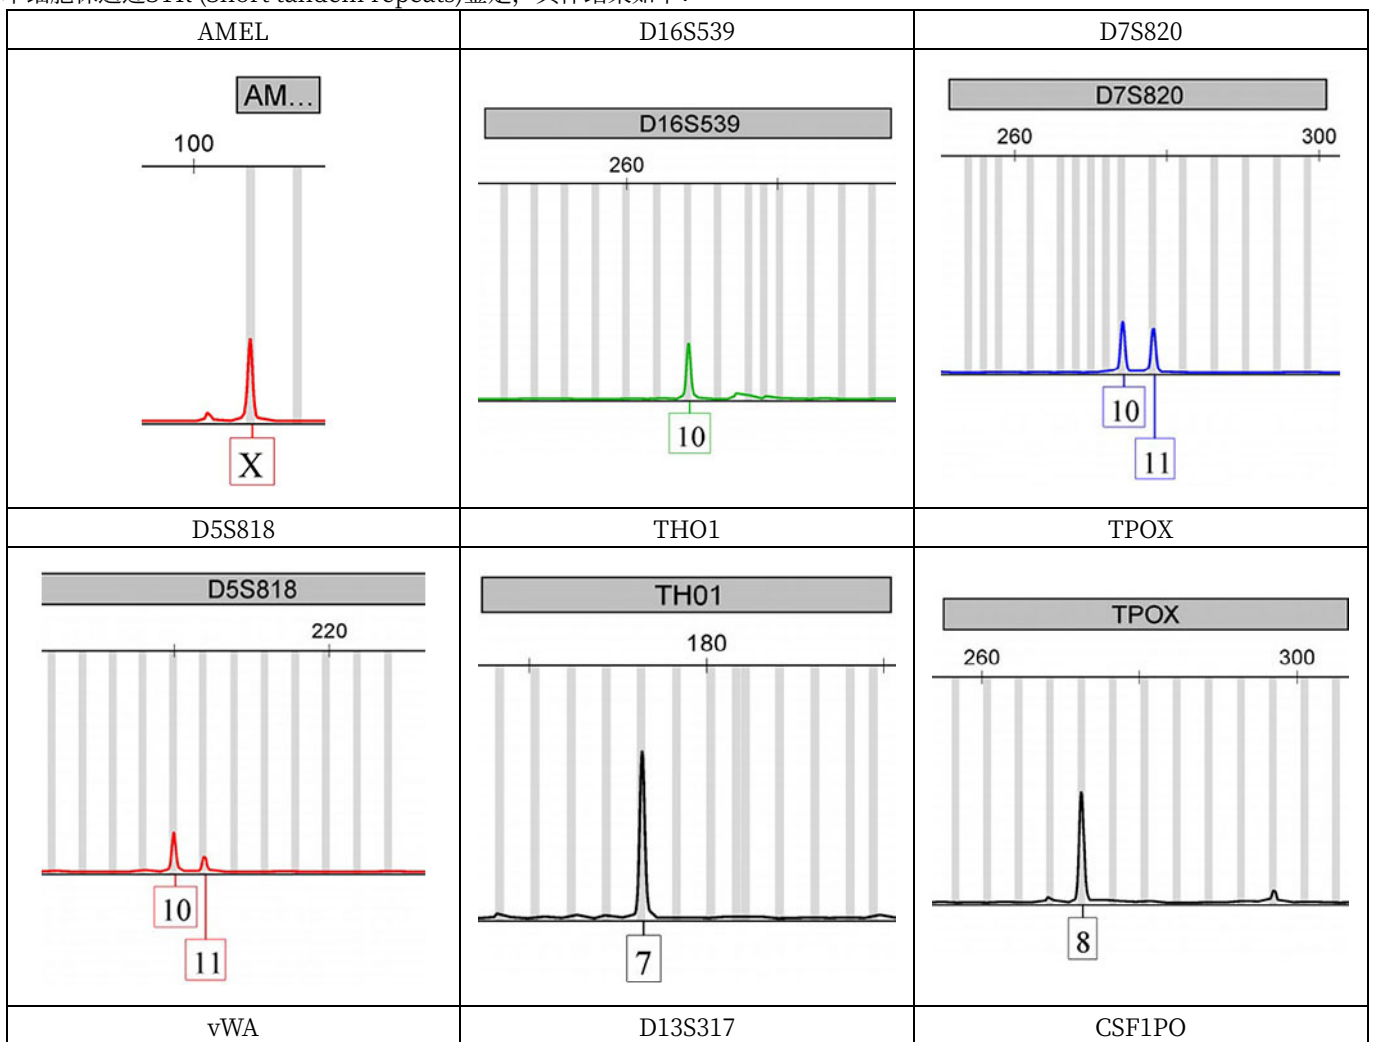 AMEL D16S539 D7S820
AM...
100
X
D16S539
260
10
D7S820
260 300
10
11
D5S818 THO1 TPOX
D5S818
220
10
11
TH01
180
7
TPOX
260 300
8
vWA D13S317 CSF1PO